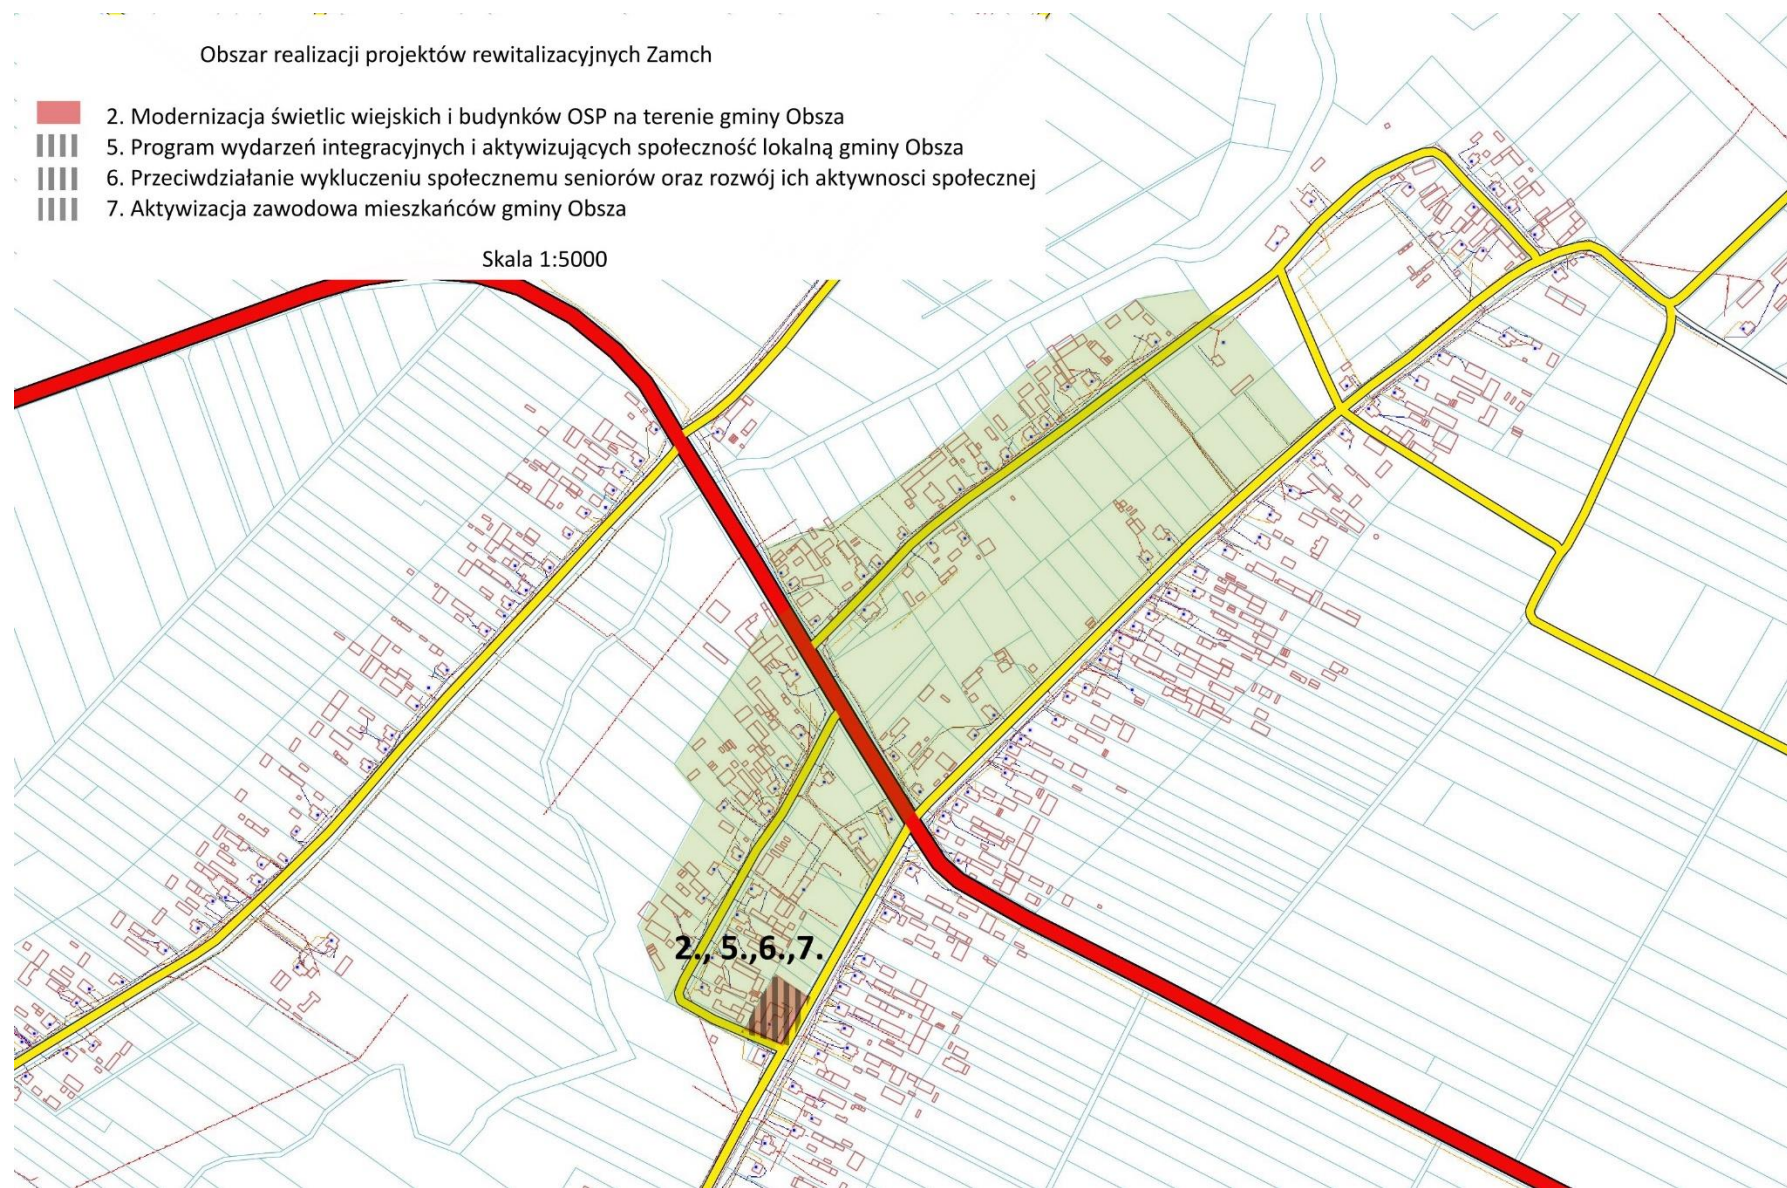 Obszar realizacji projektów rewitalizacyjnych Zamch
2. Modernizacja świetlic wiejskich i budynków OSP na terenie gminy Obsza
5. Program wydarzeń integracyjnych i aktywizujących społeczność lokalną gminy Obsza
6. Przeciwdziałanie wykluczeniu społecznemu seniorów oraz rozwój ich aktywnosci społecznej
7. Aktywizacja zawodowa mieszkańców gminy Obsza
Skala 1:5000
2., 5.,6.,7.